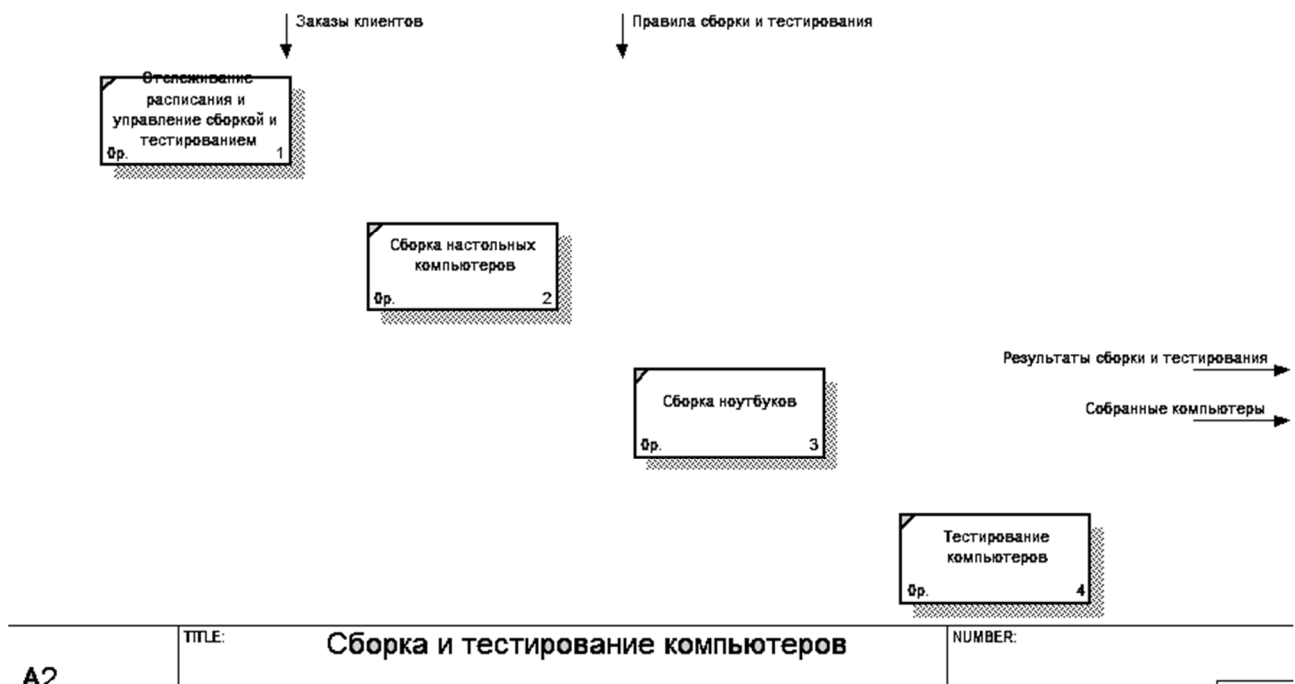 Заказы клиентов
Правила сборки и тестирования
Отслеживание
расписания и
управление сборкой и
тестированием
0р. 1
Сборка настольных
компьютеров
0р. 2
Результаты сборки и тестирования
Сборка ноутбуков
Собранные компьютеры
0р. 3
Тестирование
компьютеров
0р. 4
TITLE: Сборка и тестирование компьютеров NUMBER:
A2